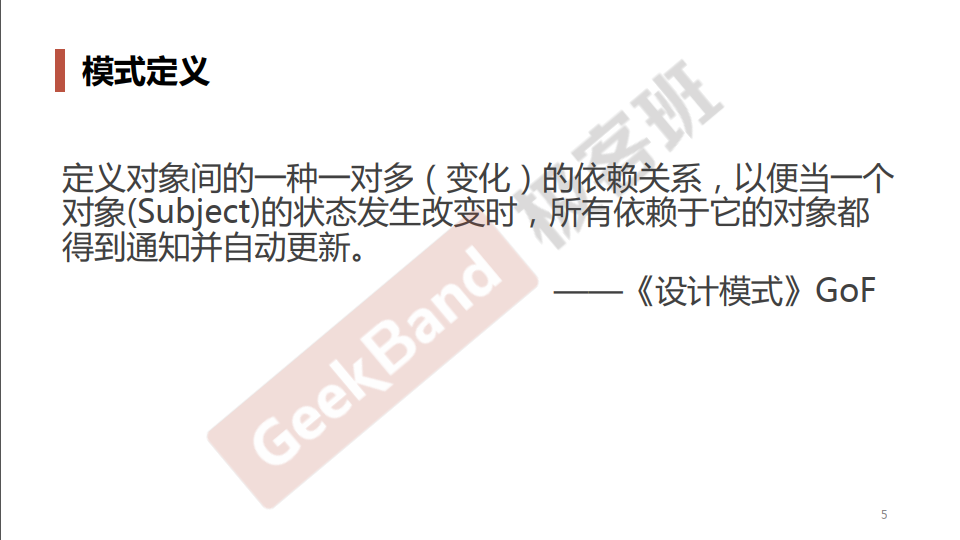 模式定义
定义对象间的一种一对多（变化）的依赖关系，以便当一个
对象(Subject)的状态发生改变时，所有依赖于它的对象都
得到通知并自动更新。
——《设计模式》GoF
GeekBand 极客班
5